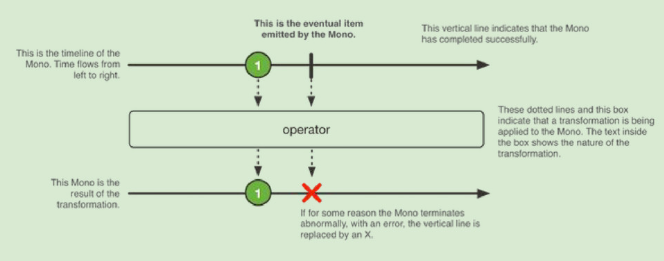 This is the eventual item
emitted by the Mono.
This vertical line indicates that the Mono
has completed successfully.
This is the timeline of the
Mono. Time flows from
left to right.
1
operator
These dotted lines and this box
indicate that a transformation is being
applied to the Mono. The text inside
the box shows the nature of the
transformation.
This Mono is the
result of the
transformation.
1
If for some reason the Mono terminates
abnormally, with an error, the vertical line is
replaced by an X.